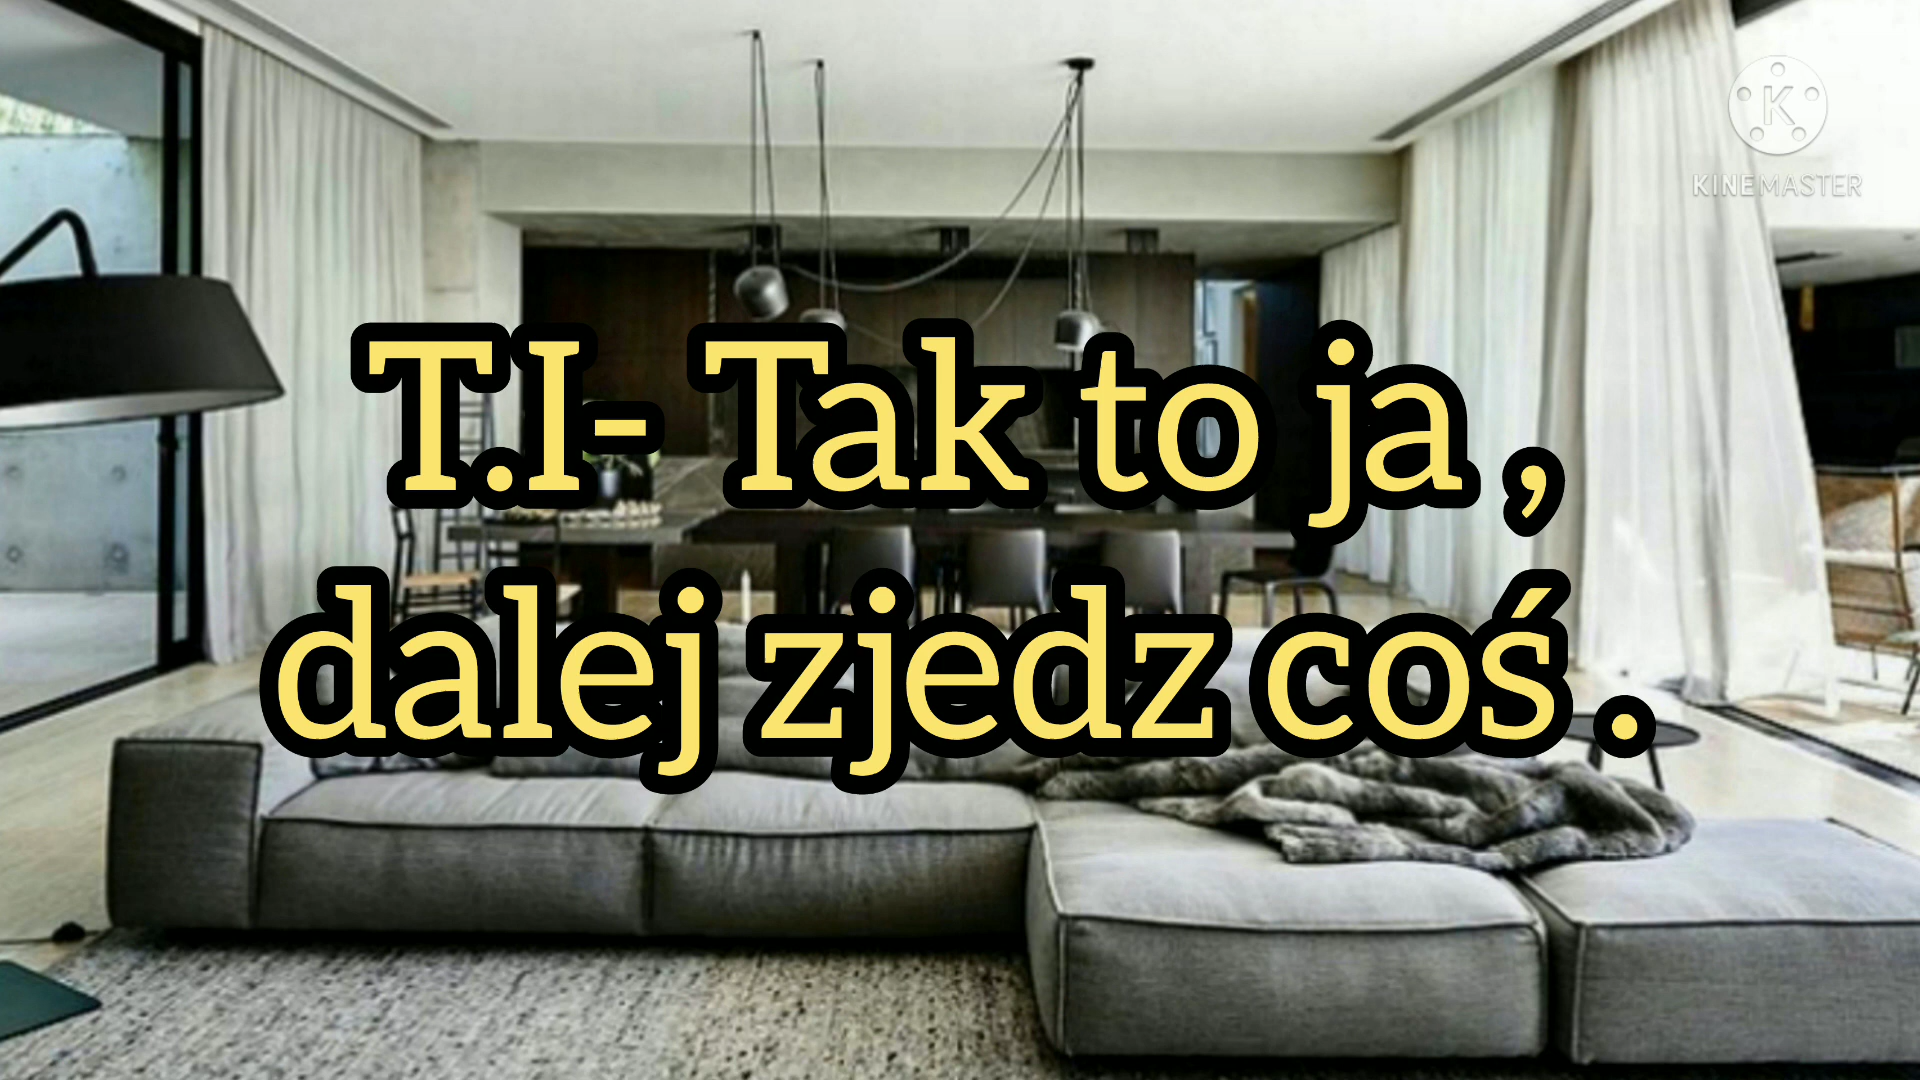 KINEMASTER
T.I- Tak to ja ,
dalej zjedz coś .